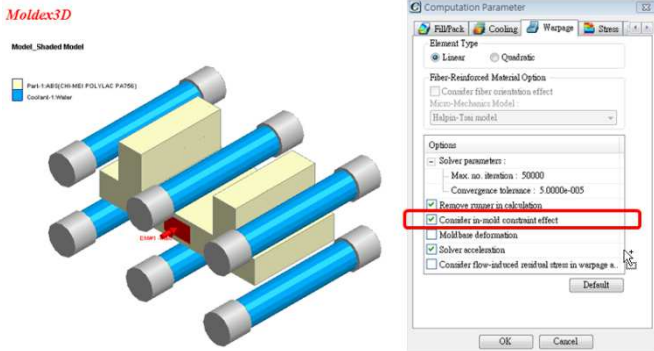 Moldex3D
Model_Shaded Model
Part-1:ABS(CHI-MEI POLYLAC PA756)
Coolant-1:Water
Computation Parameter
Fill/Pack
Cooling
Warpage
Stress
Element Type
Linear
Quadratic
Fiber-Reinforced Material Option
Consider fiber orientation effect
Micro-Mechanics Model :
Halpin-Tsai model
Options
Solver parameters :
Max. no. iteration : 50000
Convergence tolerance : 5.0000e-005
Remove runner in calculation
Consider in-mold constraint effect
Moldbase deformation
Solver acceleration
Consider flow-induced residual stress in warpage a..
Default
OK
Cancel